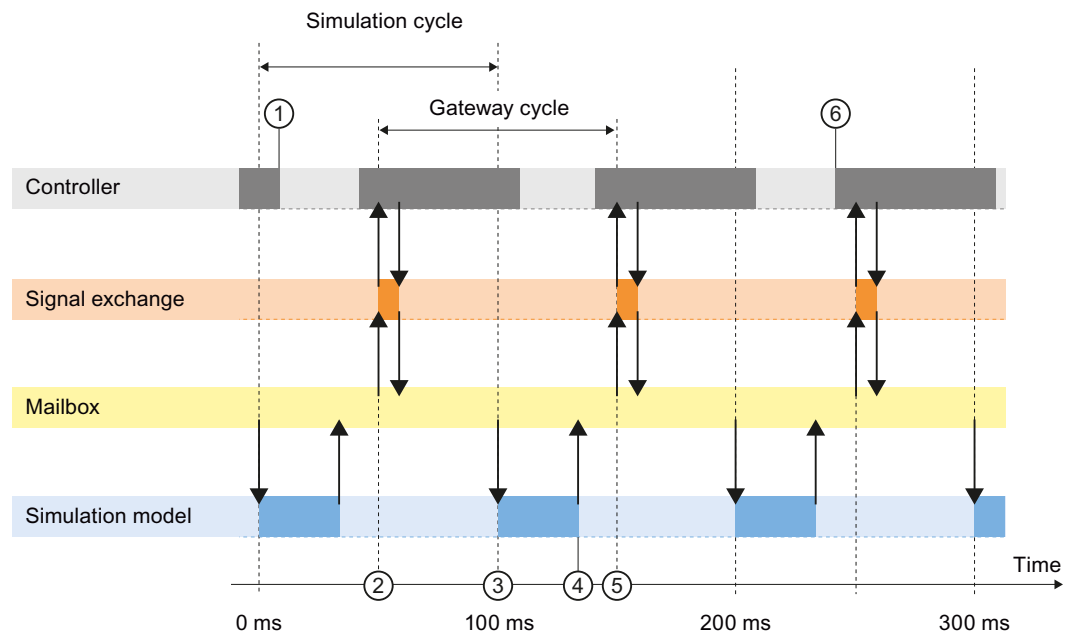 Simulation cycle
Gateway cycle
1
6
Controller
Signal exchange
Mailbox
Simulation model
Time
2
3
4
5
0 ms
100 ms
200 ms
300 ms